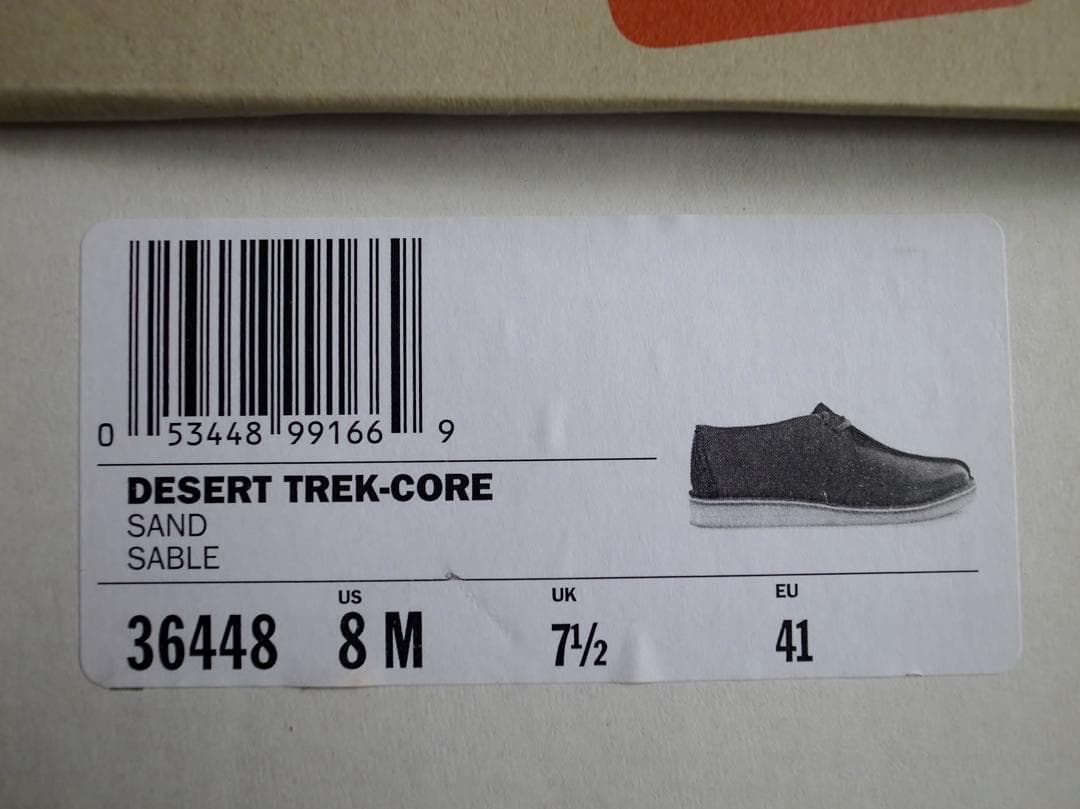 0 53448 99166 9
DESERT TREK-CORE
SAND
SABLE
US UK EU
36448 8 M 7½ 41